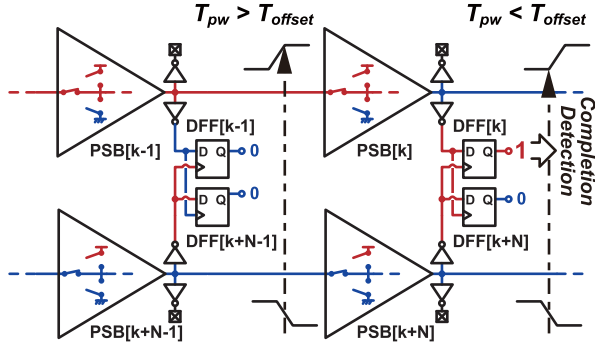 Tpw > Toffset
Tpw < Toffset
PSB[k-1]
DFF[k-1]
D Q 0
D Q 0
DFF[k+N-1]
PSB[k]
DFF[k]
D Q 1
D Q 0
DFF[k+N]
Completion
Detection
PSB[k+N-1]
PSB[k+N]